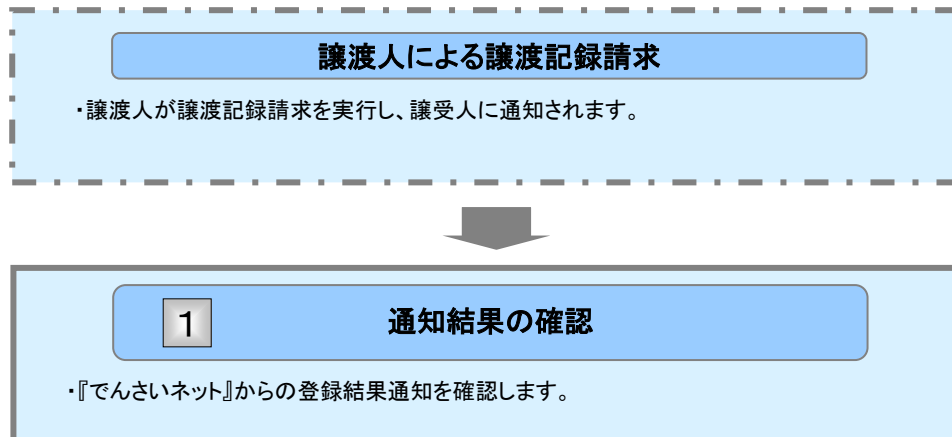 譲渡人による譲渡記録請求
・譲渡人が譲渡記録請求を実行し、譲受人に通知されます。
1 通知結果の確認
・『でんさいネット』からの登録結果通知を確認します。